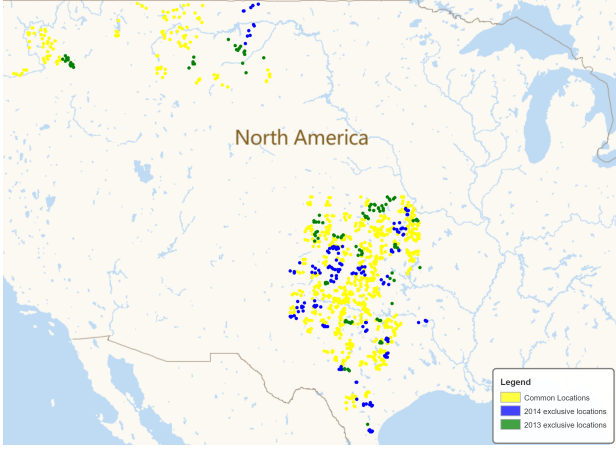 North America
Legend
Common Locations
2014 exclusive locations
2013 exclusive locations